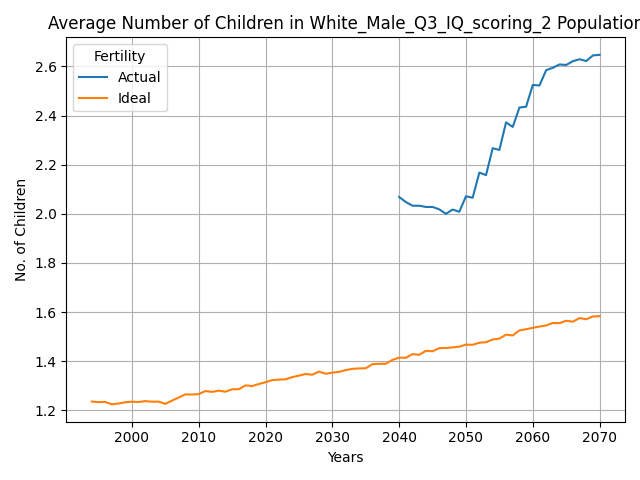 Average Number of Children in White_Male_Q3_IQ_scoring_2 Population
Fertility
Actual
Ideal
2.6
2.4
2.2
2.0
1.8
1.6
1.4
1.2
No. of Children
2000
2010
2020
2030
2040
2050
2060
2070
Years